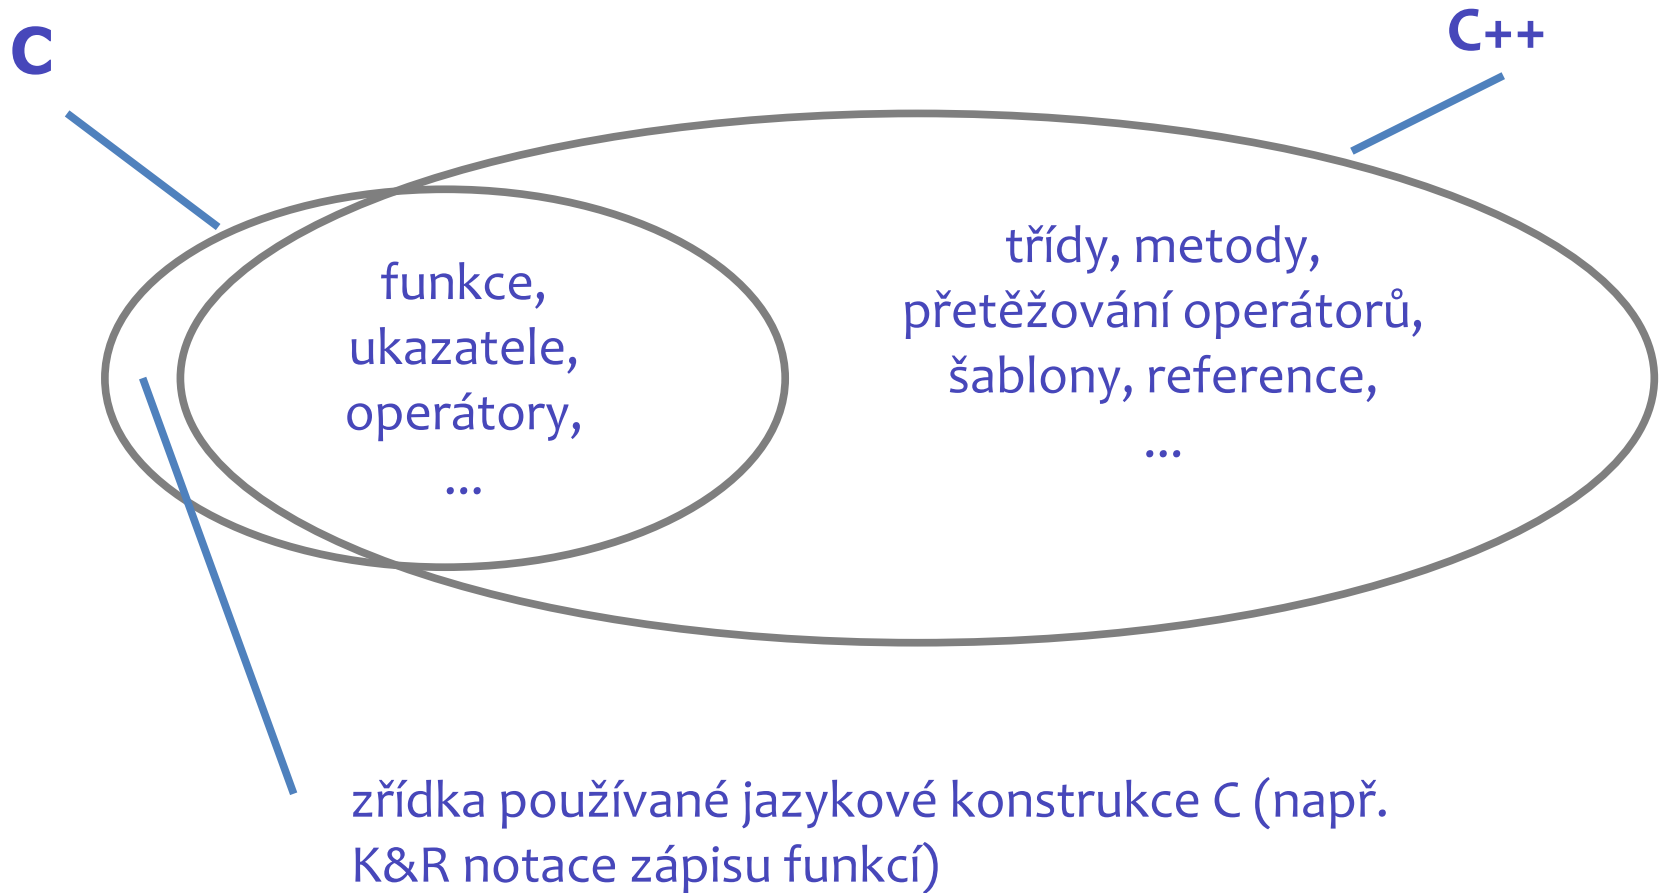 C
C++
funkce,
ukazatele,
operátory,
...
třídy, metody,
přetěžování operátorů,
šablony, reference,
...
zřídka používané jazykové konstrukce C (např.
K&R notace zápisu funkcí)